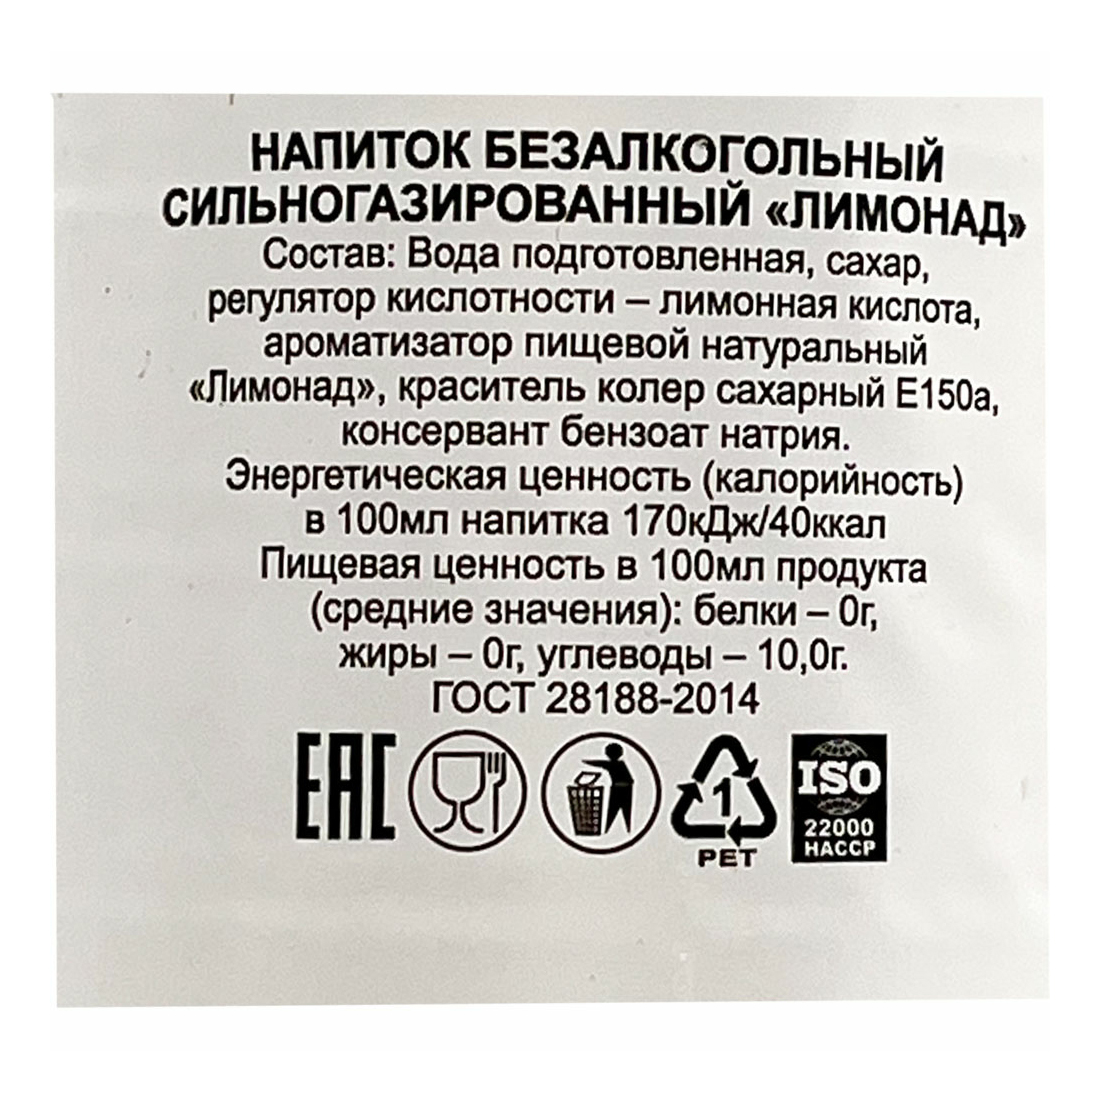 НАПИТОК БЕЗАЛКОГОЛЬНЫЙ
СИЛЬНОГАЗИРОВАННЫЙ «ЛИМОНАД»
Состав: Вода подготовленная, сахар,
регулятор кислотности – лимонная кислота,
ароматизатор пищевой натуральный
«Лимонад», краситель колер сахарный Е150а,
консервант бензоат натрия.
Энергетическая ценность (калорийность)
в 100мл напитка 170кДж/40ккал
Пищевая ценность в 100мл продукта
(средние значения): белки – 0г,
жиры – 0г, углеводы – 10,0г.
ГОСТ 28188-2014
ЕАС
1
PET
ISO
22000
HACCP